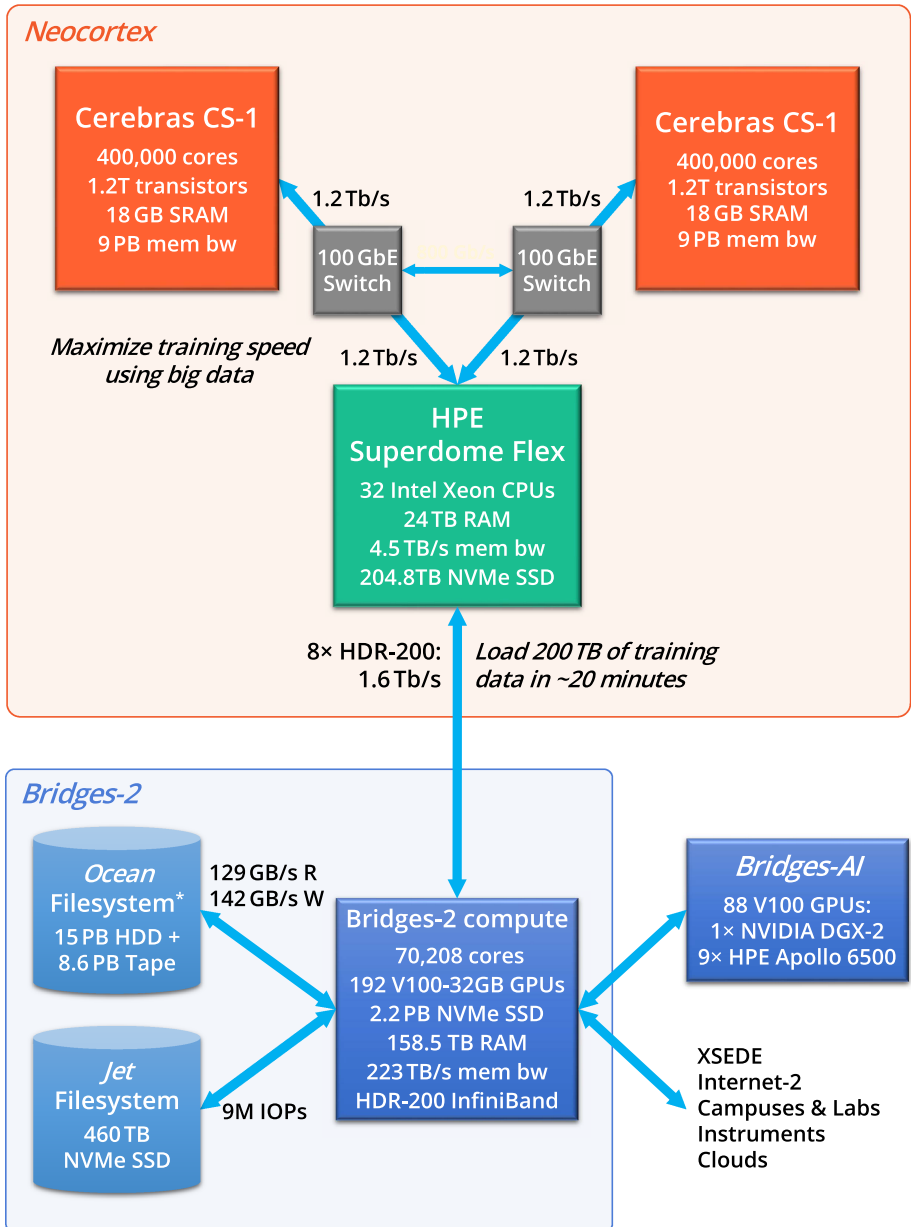 Neocortex
Cerebras CS-1
400,000 cores
1.2T transistors
18 GB SRAM
9 PB mem bw
Cerebras CS-1
400,000 cores
1.2T transistors
18 GB SRAM
9 PB mem bw
1.2 Tb/s
1.2 Tb/s
100 GbE
Switch
100 GbE
Switch
Maximize training speed
using big data
1.2 Tb/s
1.2 Tb/s
HPE
Superdome Flex
32 Intel Xeon CPUs
24 TB RAM
4.5 TB/s mem bw
204.8TB NVMe SSD
8× HDR-200:
1.6 Tb/s
Load 200 TB of training
data in ~20 minutes
Bridges-2
Ocean
Filesystem*
15 PB HDD +
8.6 PB Tape
129 GB/s R
142 GB/s W
Jet
Filesystem
460 TB
NVMe SSD
9M IOPs
Bridges-2 compute
70,208 cores
192 V100-32GB GPUs
2.2 PB NVMe SSD
158.5 TB RAM
223 TB/s mem bw
HDR-200 InfiniBand
Bridges-AI
88 V100 GPUs:
1× NVIDIA DGX-2
9× HPE Apollo 6500
XSEDE
Internet-2
Campuses & Labs
Instruments
Clouds